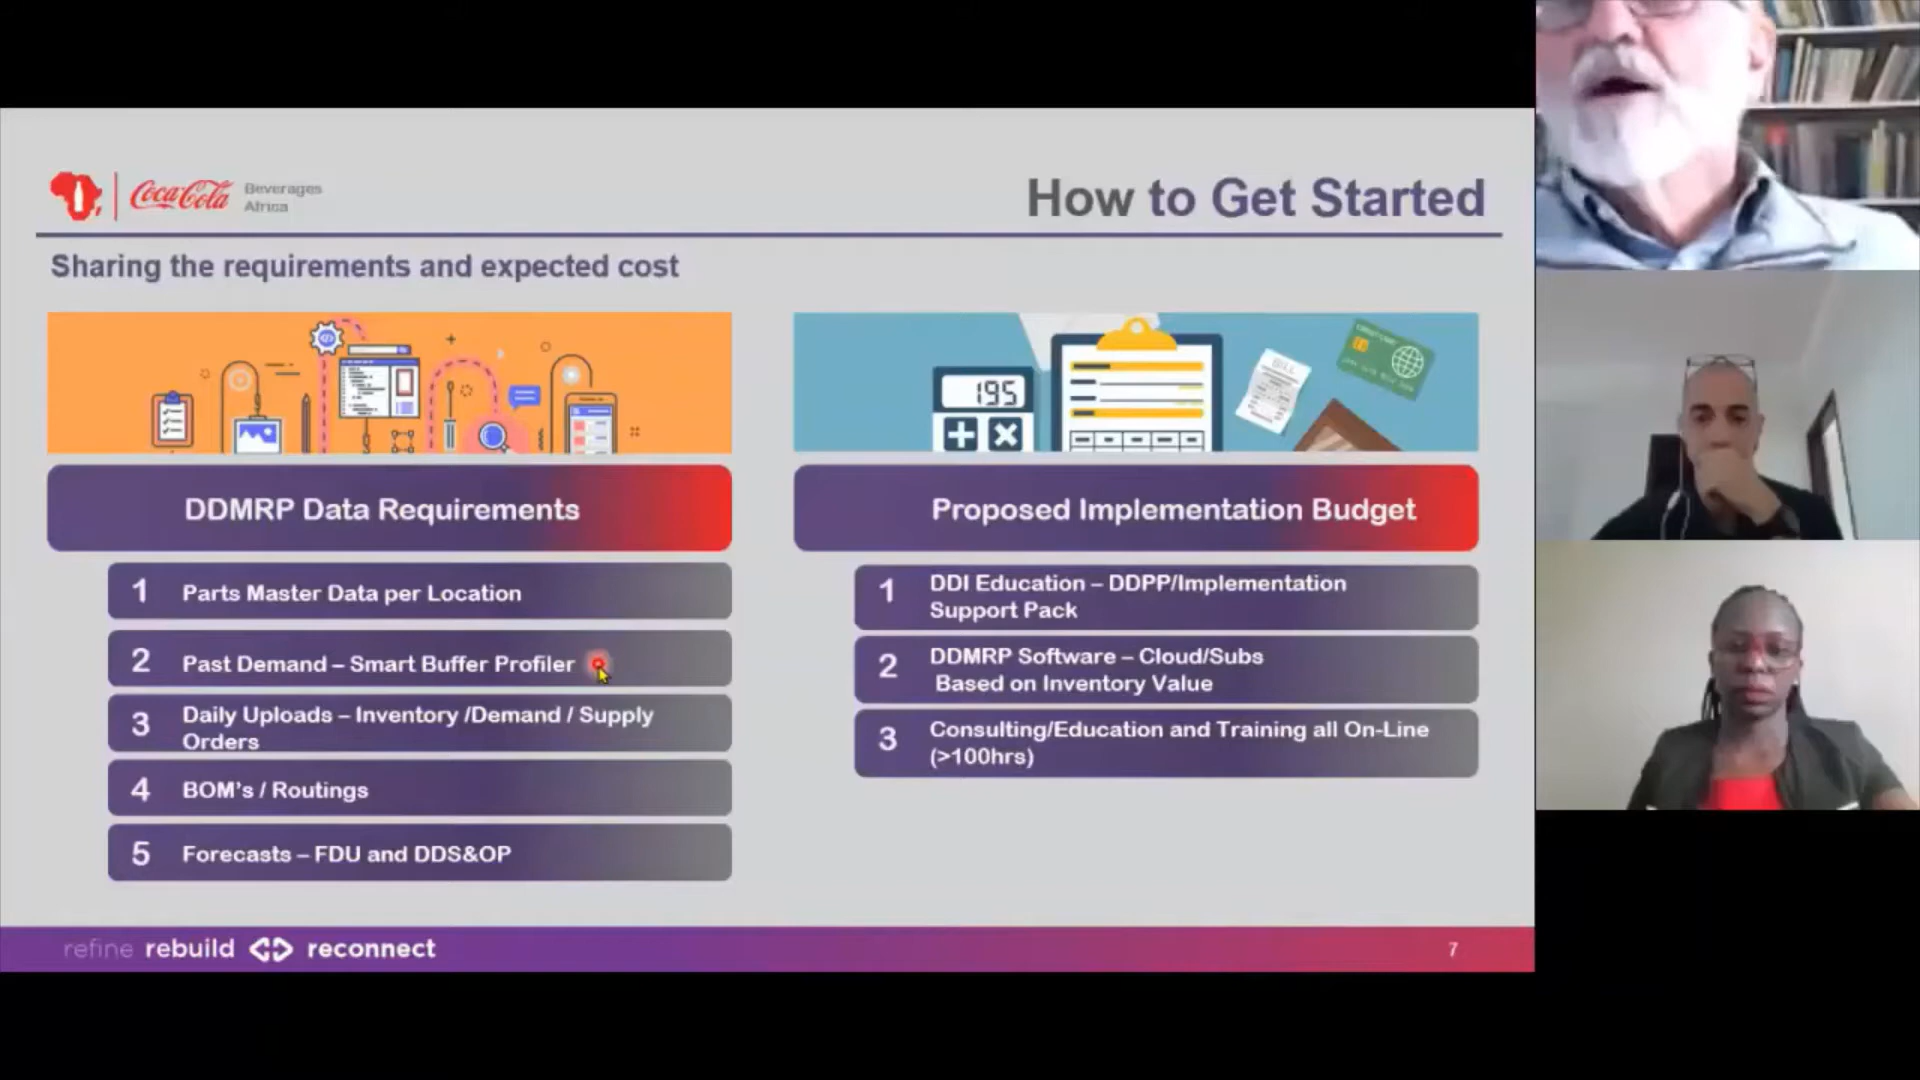 Coca-Cola
Beverages
Africa
How to Get Started
Sharing the requirements and expected cost
195
BILL
DDMRP Data Requirements
1 Parts Master Data per Location
2 Past Demand – Smart Buffer Profiler
3 Daily Uploads – Inventory /Demand / Supply
Orders
4 BOM's / Routings
5 Forecasts – FDU and DDS&OP
Proposed Implementation Budget
1 DDI Education – DDPP/Implementation
Support Pack
2 DDMRP Software – Cloud/Subs
Based on Inventory Value
3 Consulting/Education and Training all On-Line
(>100hrs)
refine rebuild reconnect
7